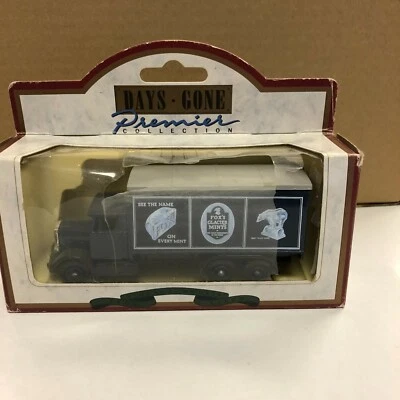 DAYS · GONE
Premier
COLLECTION
SEE THE NAME
ON
EVERY MINT
FOX'S
GLACIER
MINTS